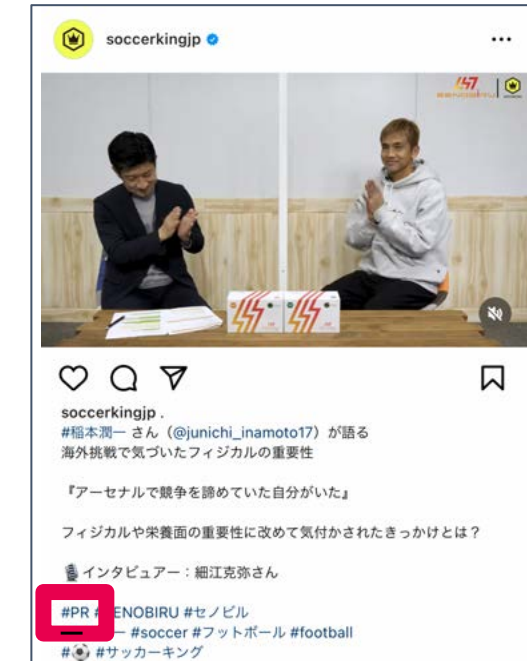 soccerkingjp
soccerkingjp .
#稲本潤一 さん（@junichi_inamoto17）が語る
海外挑戦で気づいたフィジカルの重要性
『アーセナルで競争を諦めていた自分がいた』
フィジカルや栄養面の重要性に改めて気付かされたきっかけとは？
🎙️インタビュアー：細江克弥さん
#PR #ENOBIRU #セノビル
ー #soccer #フットボール #football
#⚽ #サッカーキング